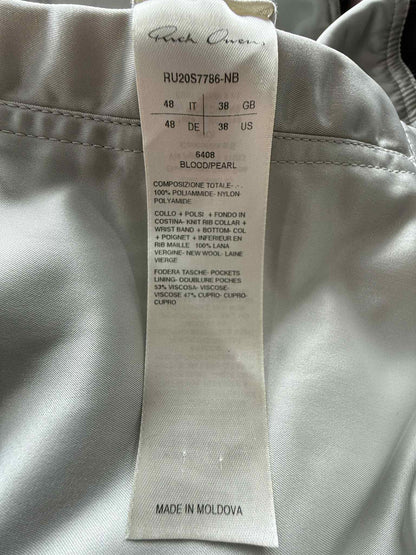 Rick Owens
RU20S7786-NB
48 IT 38 GB
48 DE 38 US
6408
BLOOD/PEARL
COMPOSIZIONE TOTALE- . -
100% POLIAMMIDE- NYLON-
POLYAMIDE
COLLO + POLSI + FONDO IN
COSTINA- KNIT RIB COLLAR +
WRIST BAND + BOTTOM- COL
+ POIGNET + INFERIEUR EN
RIB MAILLE 100% LANA
VERGINE- NEW WOOL- LAINE
VIERGE
FODERA TASCHE- POCKETS
LINING- DOUBLURE POCHES
53% VISCOSA- VISCOSE-
VISCOSE 47% CUPRO- CUPRO-
CUPRO
MADE IN MOLDOVA